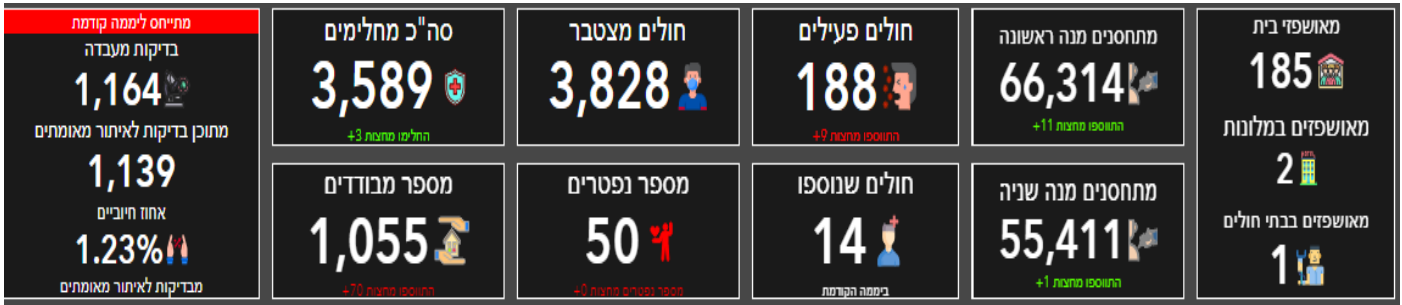 מאושפזי בית
185
מאושפזים במלונות
2
מאושפזים בבתי חולים
1
מתחסנים מנה ראשונה
66,314
התווספו מחצות 11+
מתחסנים מנה שניה
55,411
התווספו מחצות 1+
חולים פעילים
188
התווספו מחצות 9+
חולים שנוספו
14
ביממה הקודמת
חולים מצטבר
3,828
מספר נפטרים
50
מספר נפטרים מחצות 0+
סה"כ מחלימים
3,589
החלימו מחצות 3+
מספר מבודדים
1,055
התווספו מחצות 70+
מתייחס ליממה קודמת
בדיקות מעבדה
1,164
מתוכן בדיקות לאיתור מאומתים
1,139
אחוז חיוביים
1.23%
מבדיקות לאיתור מאומתים